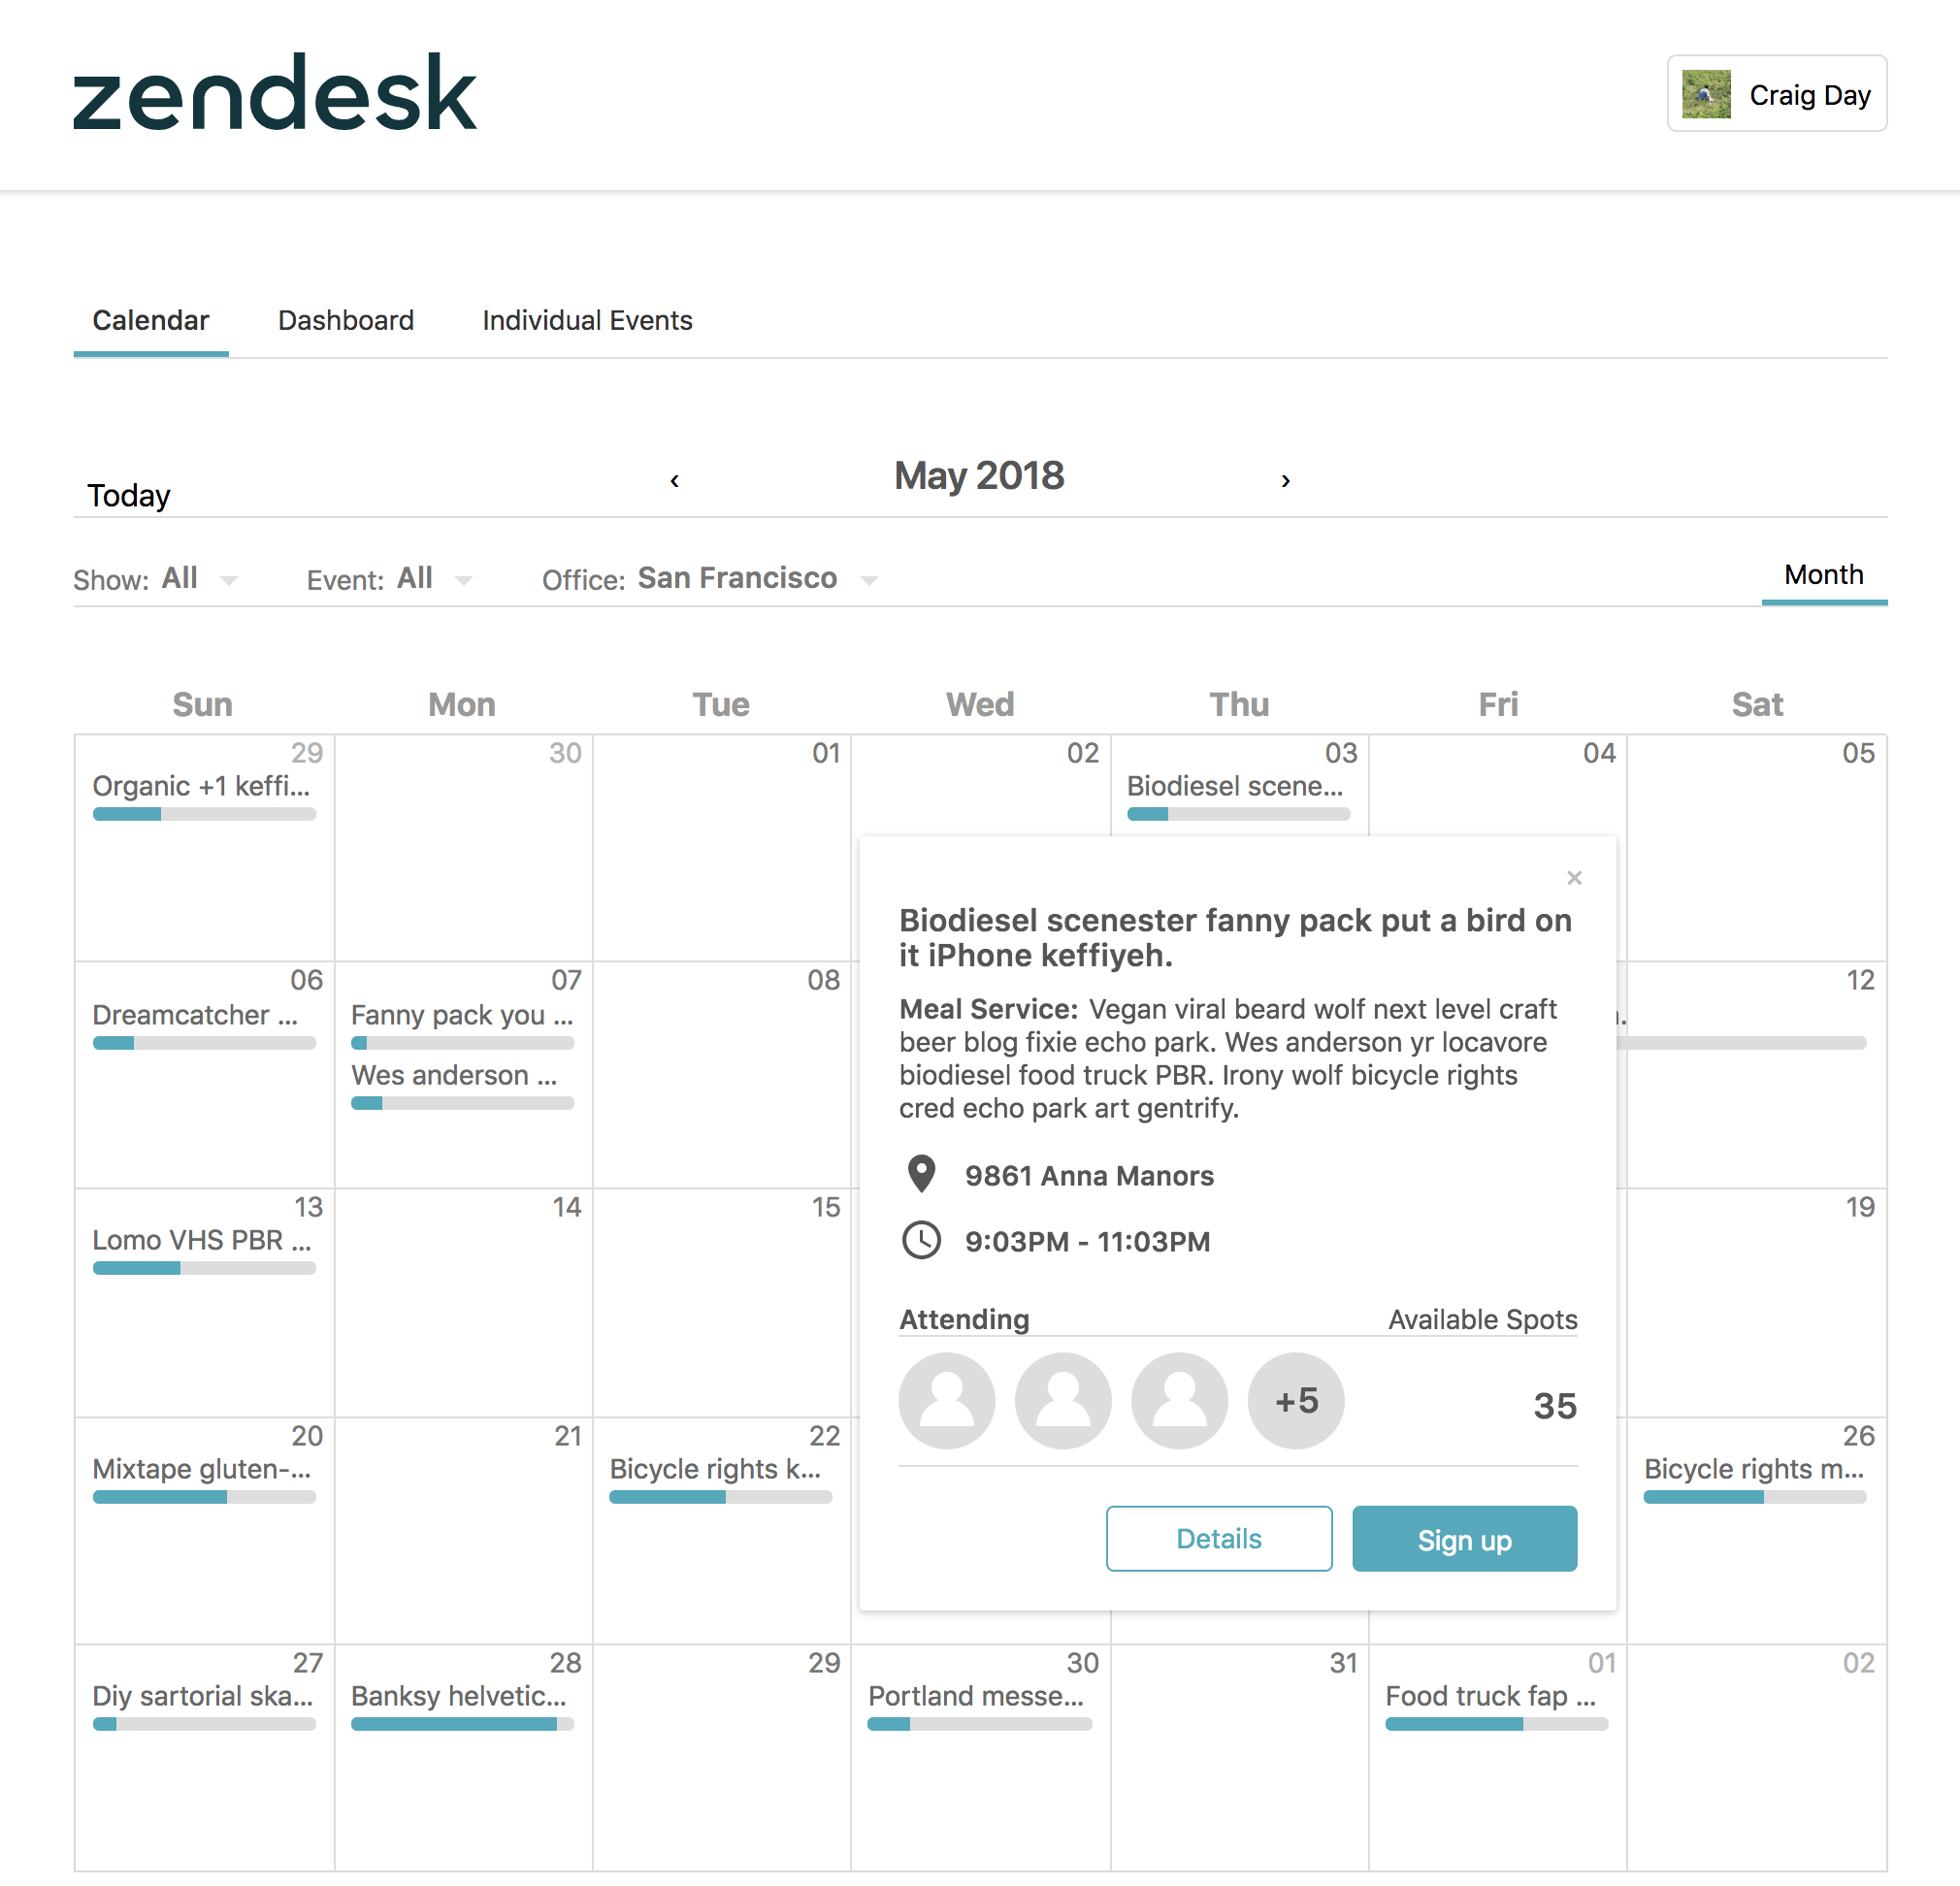 zendesk
Craig Day
Calendar Dashboard Individual Events
Today ‹ May 2018 ›
Show: All Event: All Office: San Francisco Month
Sun Mon Tue Wed Thu Fri Sat
29 30 01 02 03 04 05
Organic +1 keffi... Biodiesel scene...
×
Biodiesel scenester fanny pack put a bird on
it iPhone keffiyeh.
Meal Service: Vegan viral beard wolf next level craft
beer blog fixie echo park. Wes anderson yr locavore
biodiesel food truck PBR. Irony wolf bicycle rights
cred echo park art gentrify.
9861 Anna Manors
9:03PM - 11:03PM
Attending Available Spots
+5 35
Details Sign up
06 07 08 12
Dreamcatcher ... Fanny pack you ...
Wes anderson ...
13 14 15 19
Lomo VHS PBR ...
20 21 22 26
Mixtape gluten-... Bicycle rights k... Bicycle rights m...
27 28 29 30 31 01 02
Diy sartorial ska... Banksy helvetic... Portland messe... Food truck fap ...